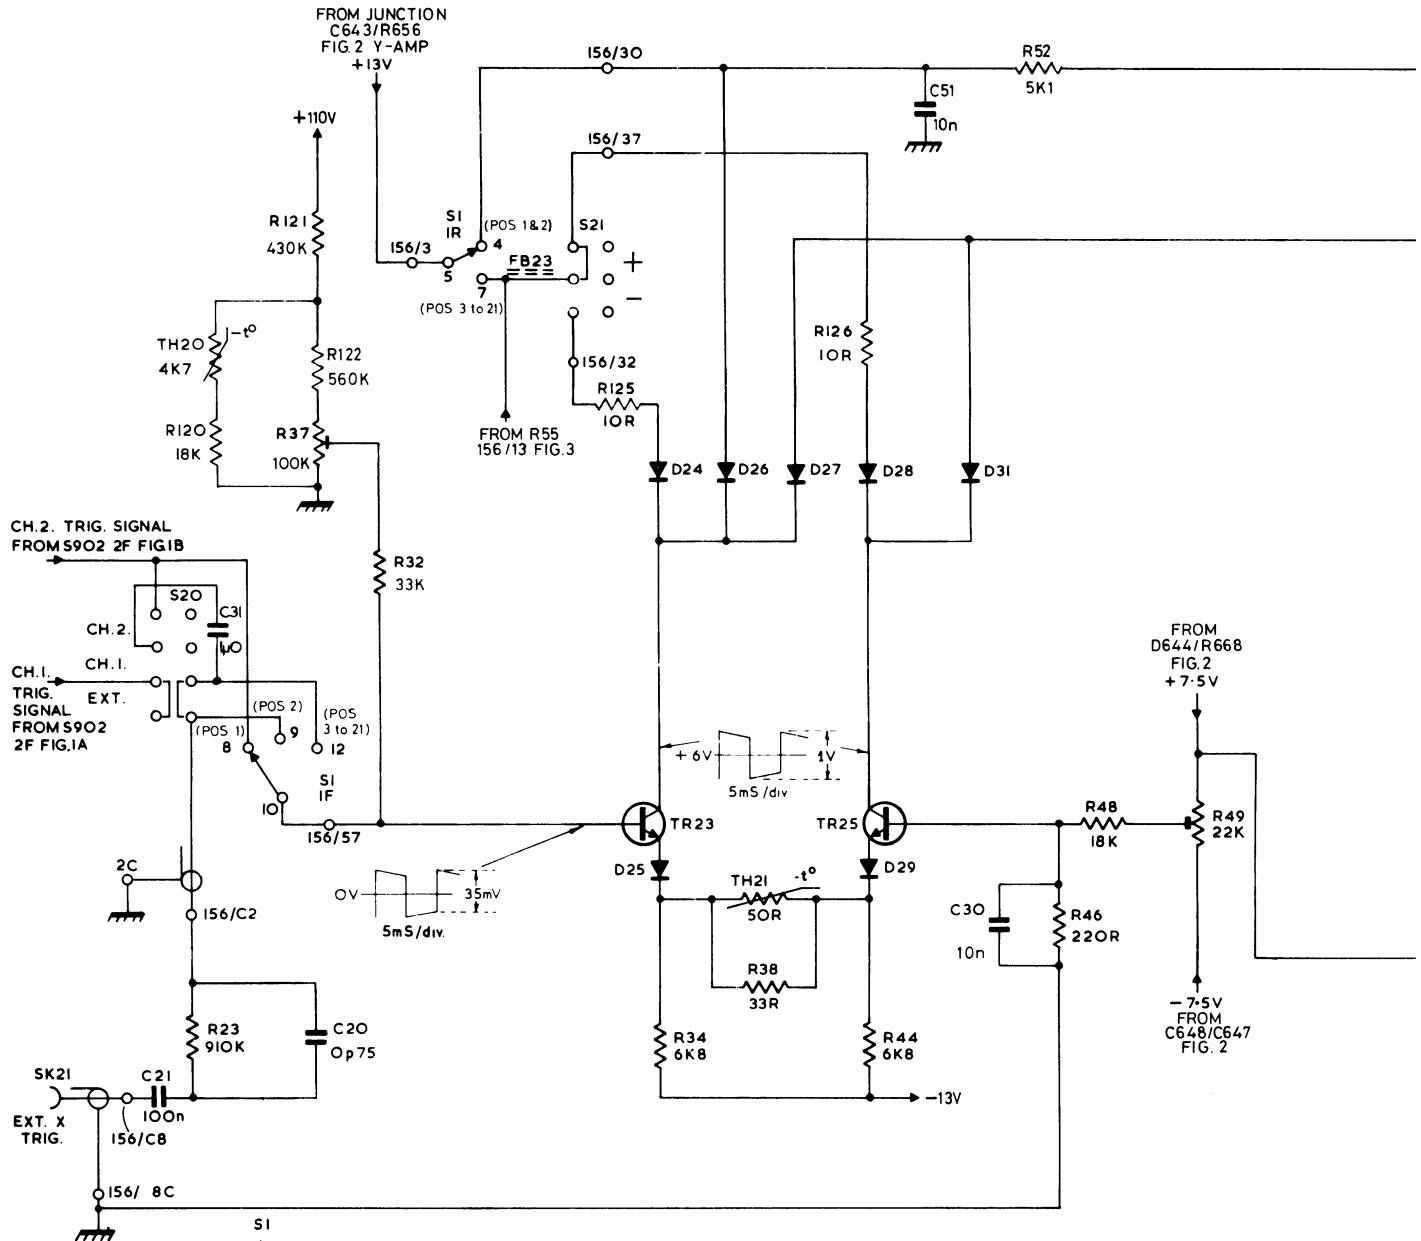 FROM JUNCTION
C643/R656
FIG.2 Y-AMP
+13V
156/30
R52
5K1
C51
10n
+110V
156/37
R121
430K
S1
1R
(POS 1&2)
4
S21
156/3
5
FB23
+
7
(POS 3 to 21)
−
TH20
4K7
-tº
R122
560K
R126
10R
156/32
R125
10R
R120
18K
R37
100K
FROM R55
156/13 FIG.3
D24
D26
D27
D28
D31
CH.2. TRIG. SIGNAL
FROM S902 2F FIG.1B
R32
33K
S20
C31
1µ0
CH.2.
CH.1.
CH.1.
TRIG.
SIGNAL
FROM S902
2F FIG.1A
EXT.
(POS 1)
8
(POS 2)
9
(POS
3 to 21)
12
S1
1F
10
156/57
FROM
D644/R668
FIG.2
+7·5V
+6V
1V
5mS/div
TR23
TR25
R48
18K
R49
22K
2C
0V
35mV
5mS/div.
D25
TH21
-tº
50R
D29
156/C2
C30
10n
R46
220R
R38
33R
R23
910K
C20
0p75
R34
6K8
R44
6K8
−7·5V
FROM
C648/C647
FIG. 2
SK21
C21
100n
−13V
EXT. X
TRIG.
156/C8
156/ 8C
S1